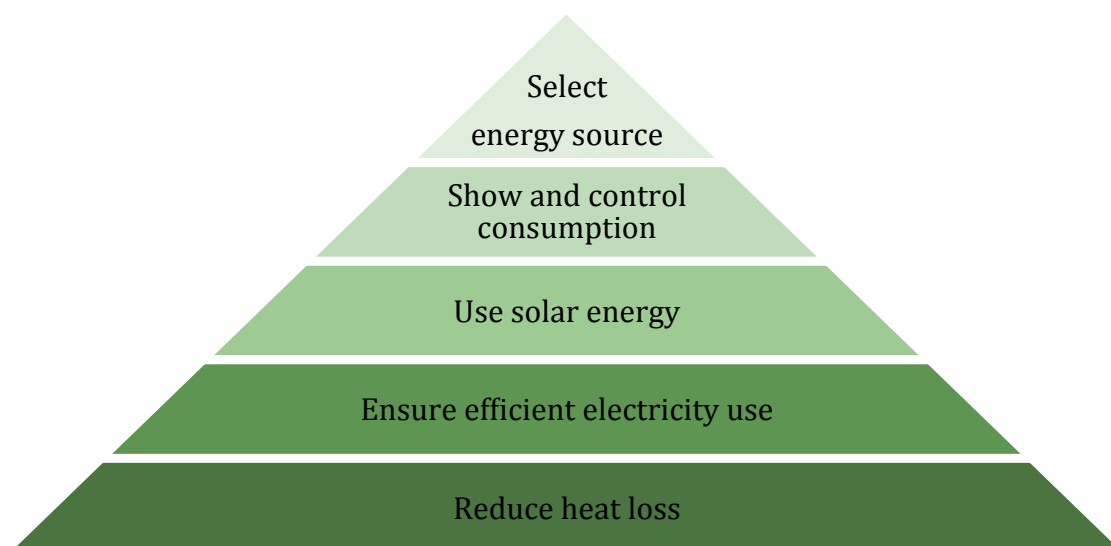 Select
energy source
Show and control
consumption
Use solar energy
Ensure efficient electricity use
Reduce heat loss